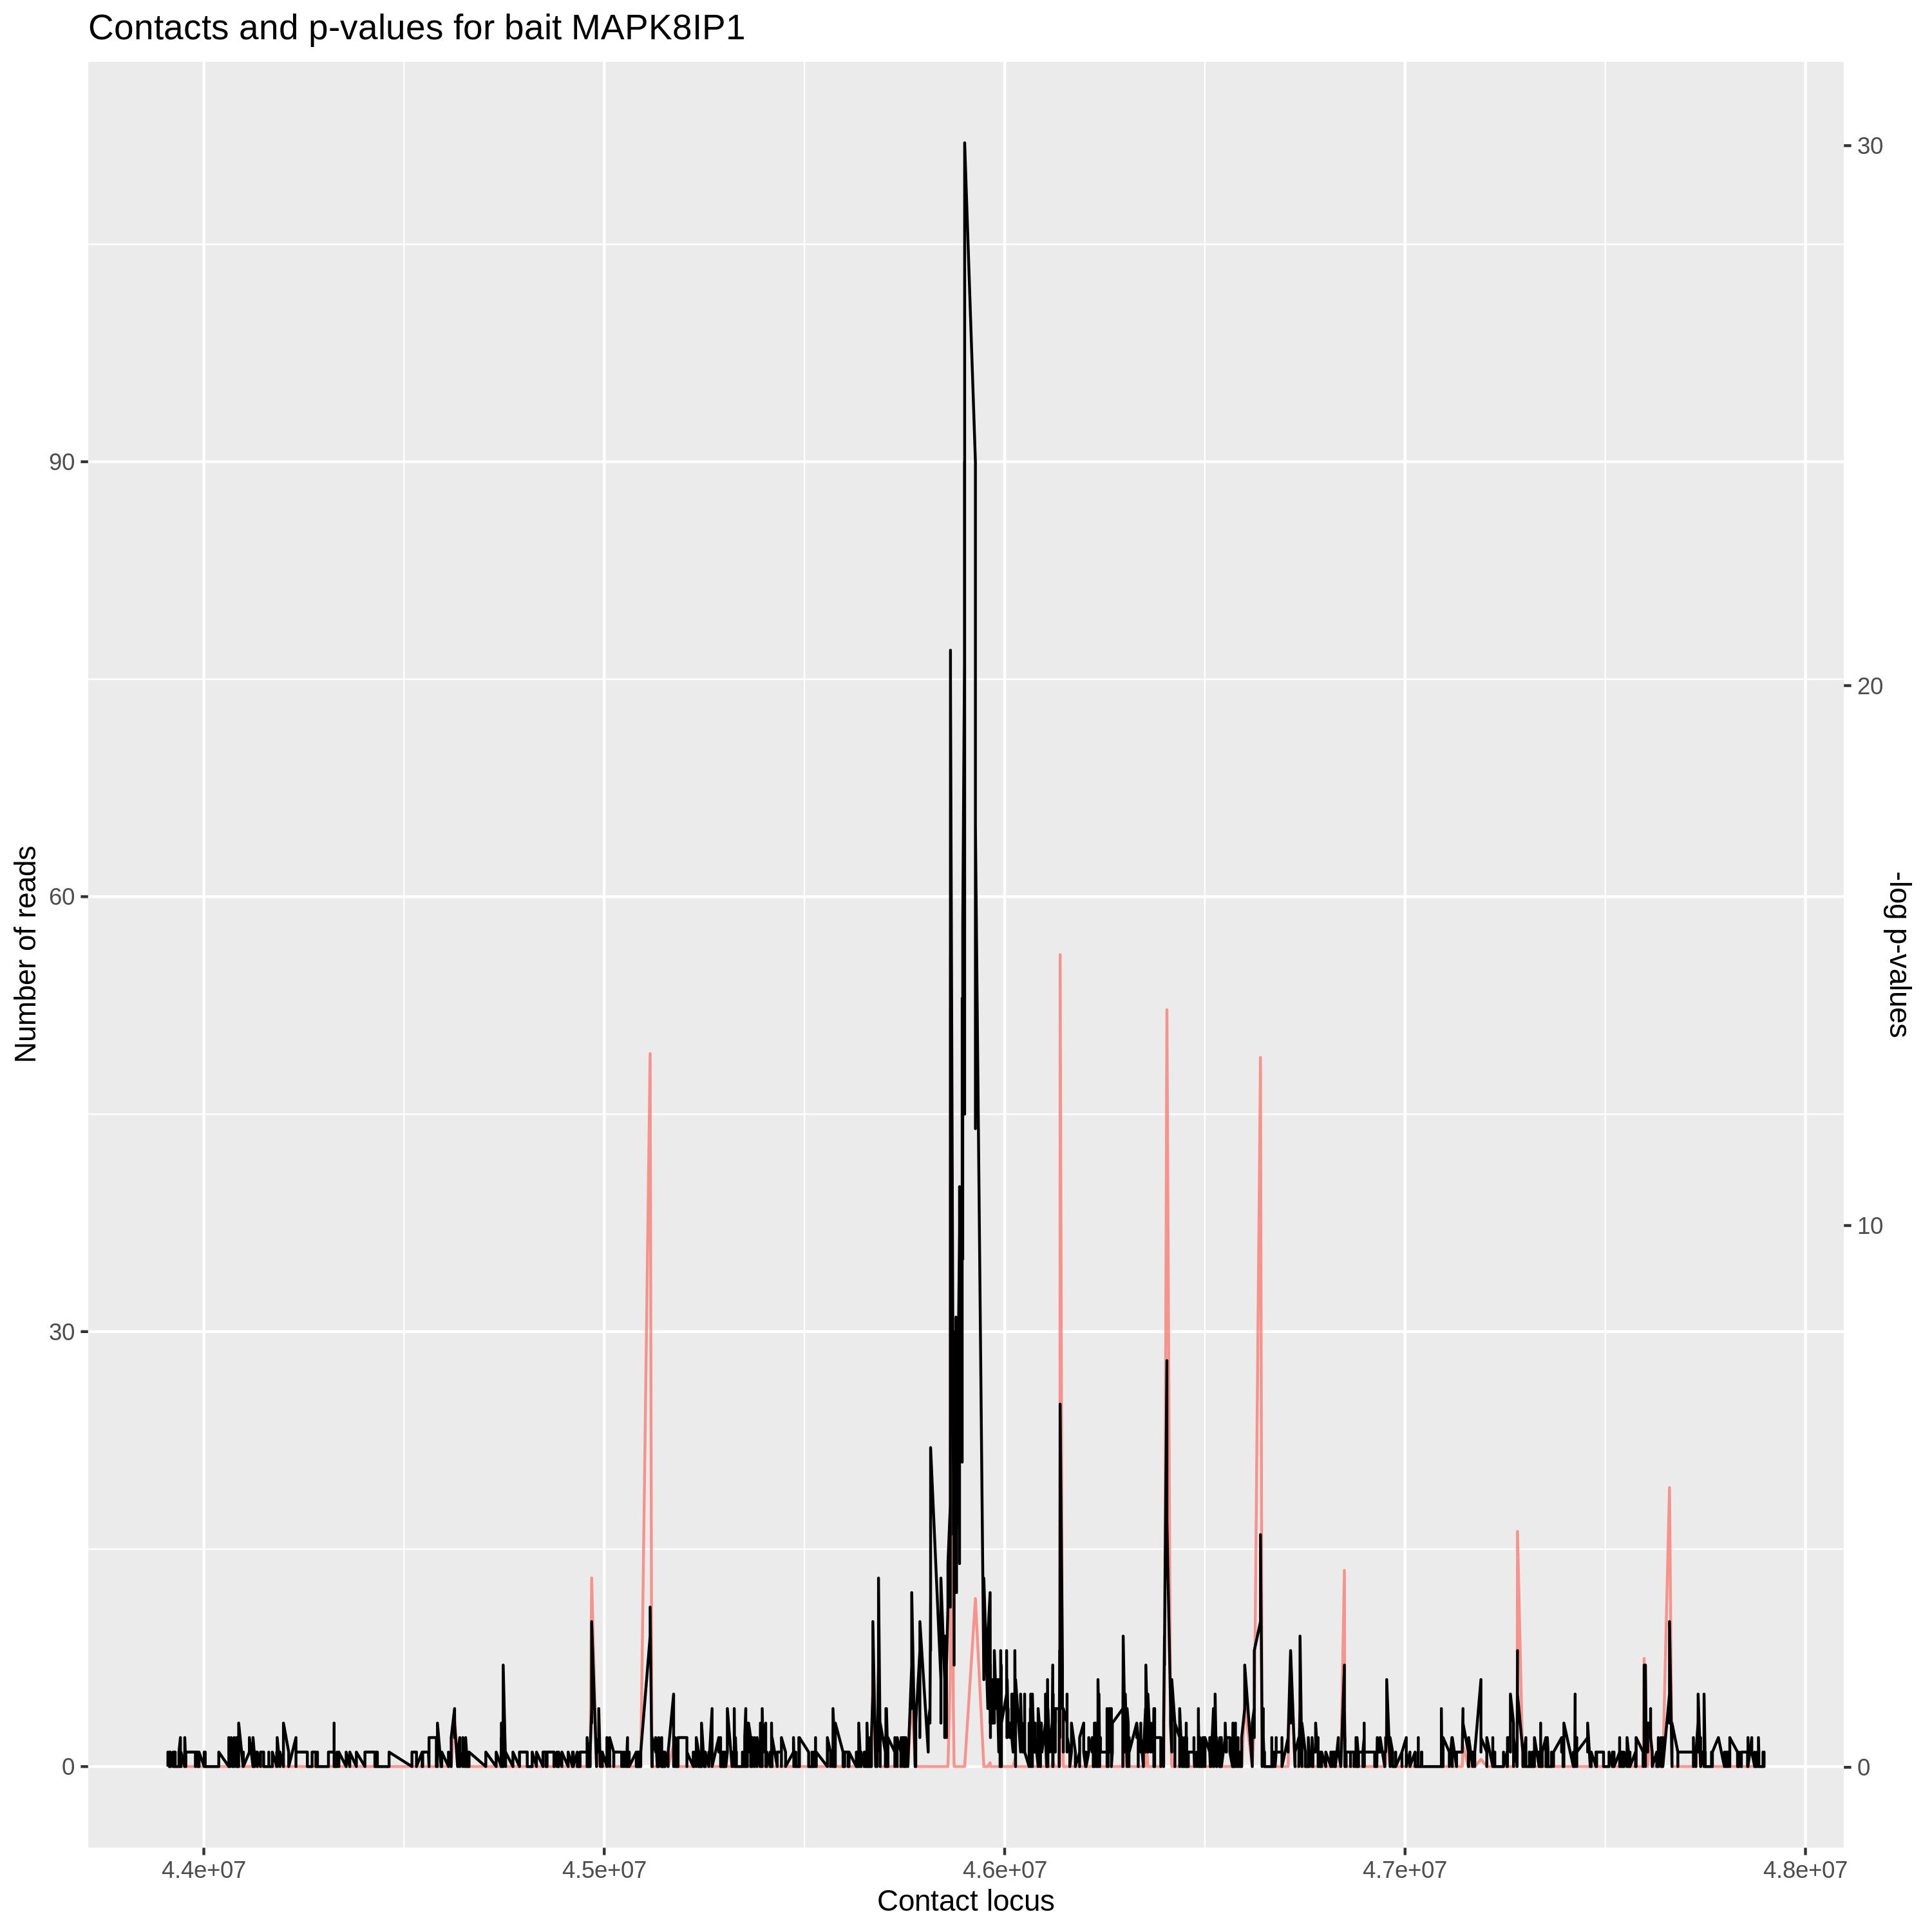 Contacts and p-values for bait MAPK8IP1
Number of reads
90
60
30
0
30
20
10
0
-log p-values
4.4e+07 4.5e+07 4.6e+07 4.7e+07 4.8e+07
Contact locus